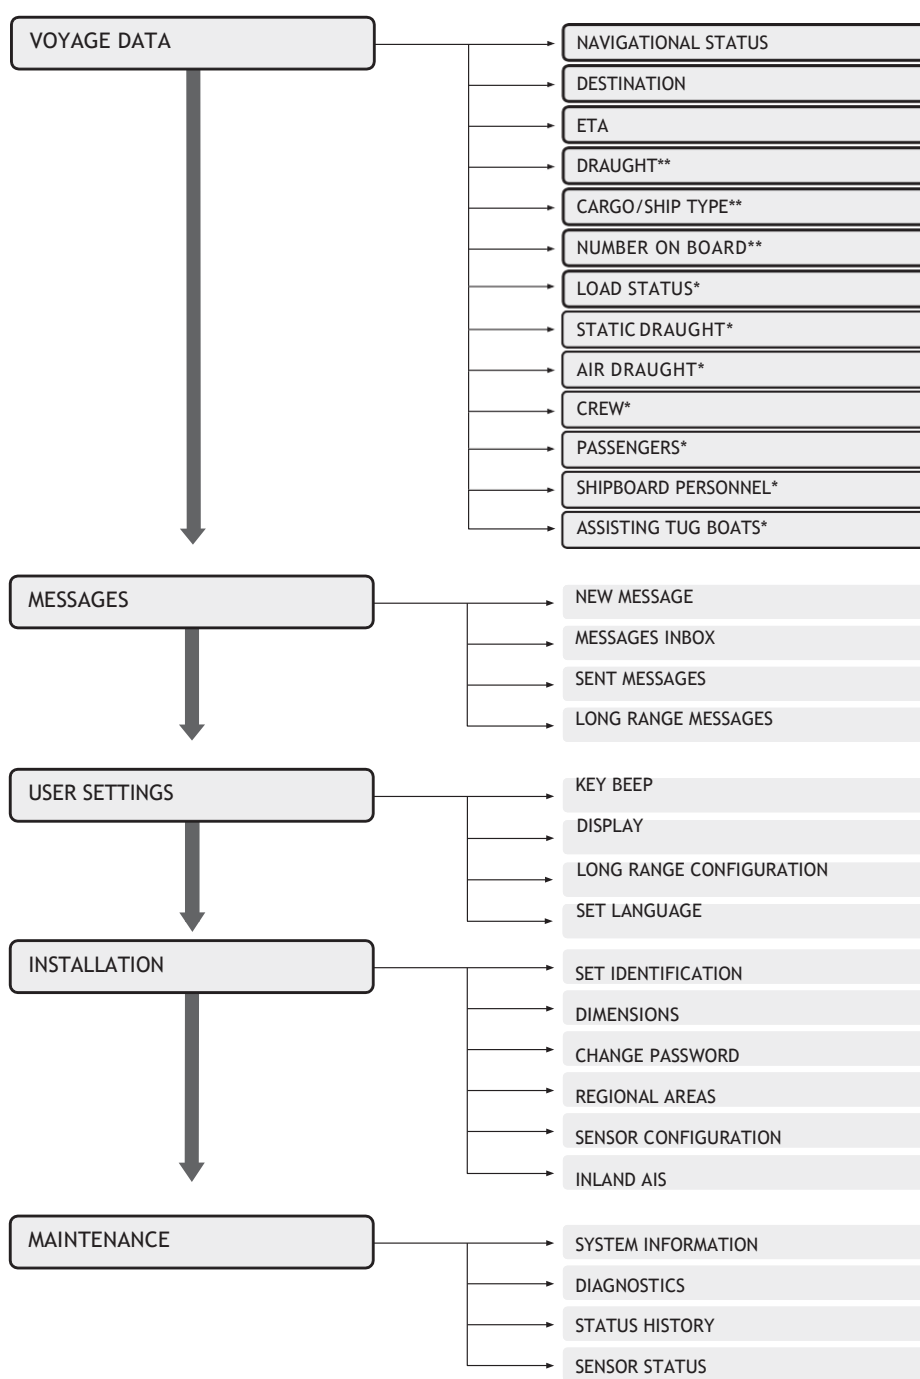 VOYAGE DATA
NAVIGATIONAL STATUS
DESTINATION
ETA
DRAUGHT**
CARGO/SHIP TYPE**
NUMBER ON BOARD**
LOAD STATUS*
STATIC DRAUGHT*
AIR DRAUGHT*
CREW*
PASSENGERS*
SHIPBOARD PERSONNEL*
ASSISTING TUG BOATS*
MESSAGES
NEW MESSAGE
MESSAGES INBOX
SENT MESSAGES
LONG RANGE MESSAGES
USER SETTINGS
KEY BEEP
DISPLAY
LONG RANGE CONFIGURATION
SET LANGUAGE
INSTALLATION
SET IDENTIFICATION
DIMENSIONS
CHANGE PASSWORD
REGIONAL AREAS
SENSOR CONFIGURATION
INLAND AIS
MAINTENANCE
SYSTEM INFORMATION
DIAGNOSTICS
STATUS HISTORY
SENSOR STATUS